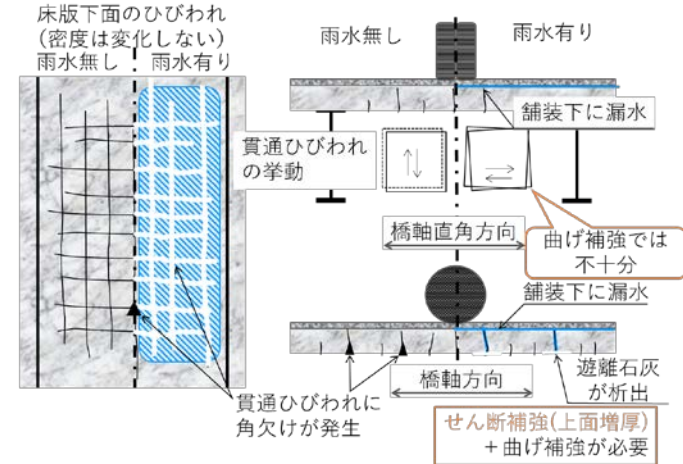 床版下面のひびわれ
(密度は変化しない)
雨水無し
雨水有り
雨水無し
雨水有り
舗装下に漏水
貫通ひびわれ
の挙動
橋軸直角方向
曲げ補強では
不十分
舗装下に漏水
橋軸方向
遊離石灰
が析出
貫通ひびわれに
角欠けが発生
せん断補強(上面増厚)
+曲げ補強が必要